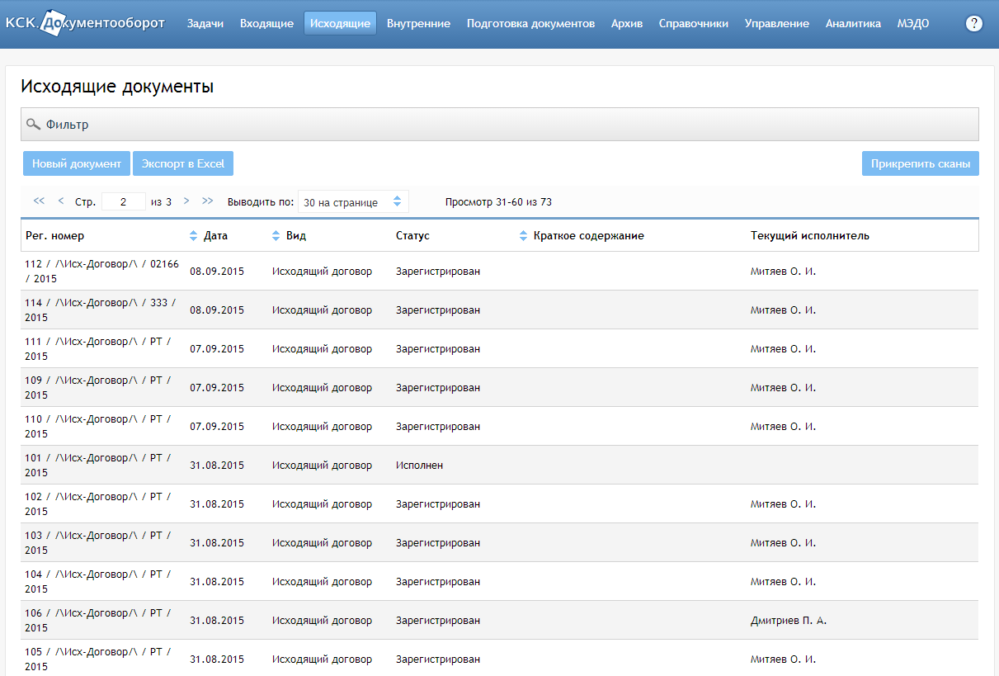 КСК.Документооборот Задачи Входящие Исходящие Внутренние Подготовка документов Архив Справочники Управление Аналитика МЭДО ?
Исходящие документы
Фильтр
Новый документ Экспорт в Excel Прикрепить сканы
<< < Стр. 2 из 3 > >> Выводить по: 30 на странице Просмотр 31-60 из 73
Рег. номер Дата Вид Статус Краткое содержание Текущий исполнитель
112 / /\Исх-Договор/\ / 02166
/ 2015 08.09.2015 Исходящий договор Зарегистрирован Митяев О. И.
114 / /\Исх-Договор/\ / 333 /
2015 08.09.2015 Исходящий договор Зарегистрирован Митяев О. И.
111 / /\Исх-Договор/\ / РТ /
2015 07.09.2015 Исходящий договор Зарегистрирован Митяев О. И.
109 / /\Исх-Договор/\ / РТ /
2015 07.09.2015 Исходящий договор Зарегистрирован Митяев О. И.
110 / /\Исх-Договор/\ / РТ /
2015 07.09.2015 Исходящий договор Зарегистрирован Митяев О. И.
101 / /\Исх-Договор/\ / РТ /
2015 31.08.2015 Исходящий договор Исполнен
102 / /\Исх-Договор/\ / РТ /
2015 31.08.2015 Исходящий договор Зарегистрирован Митяев О. И.
103 / /\Исх-Договор/\ / РТ /
2015 31.08.2015 Исходящий договор Зарегистрирован Митяев О. И.
104 / /\Исх-Договор/\ / РТ /
2015 31.08.2015 Исходящий договор Зарегистрирован Митяев О. И.
106 / /\Исх-Договор/\ / РТ /
2015 31.08.2015 Исходящий договор Зарегистрирован Дмитриев П. А.
105 / /\Исх-Договор/\ / РТ /
2015 31.08.2015 Исходящий договор Зарегистрирован Митяев О. И.